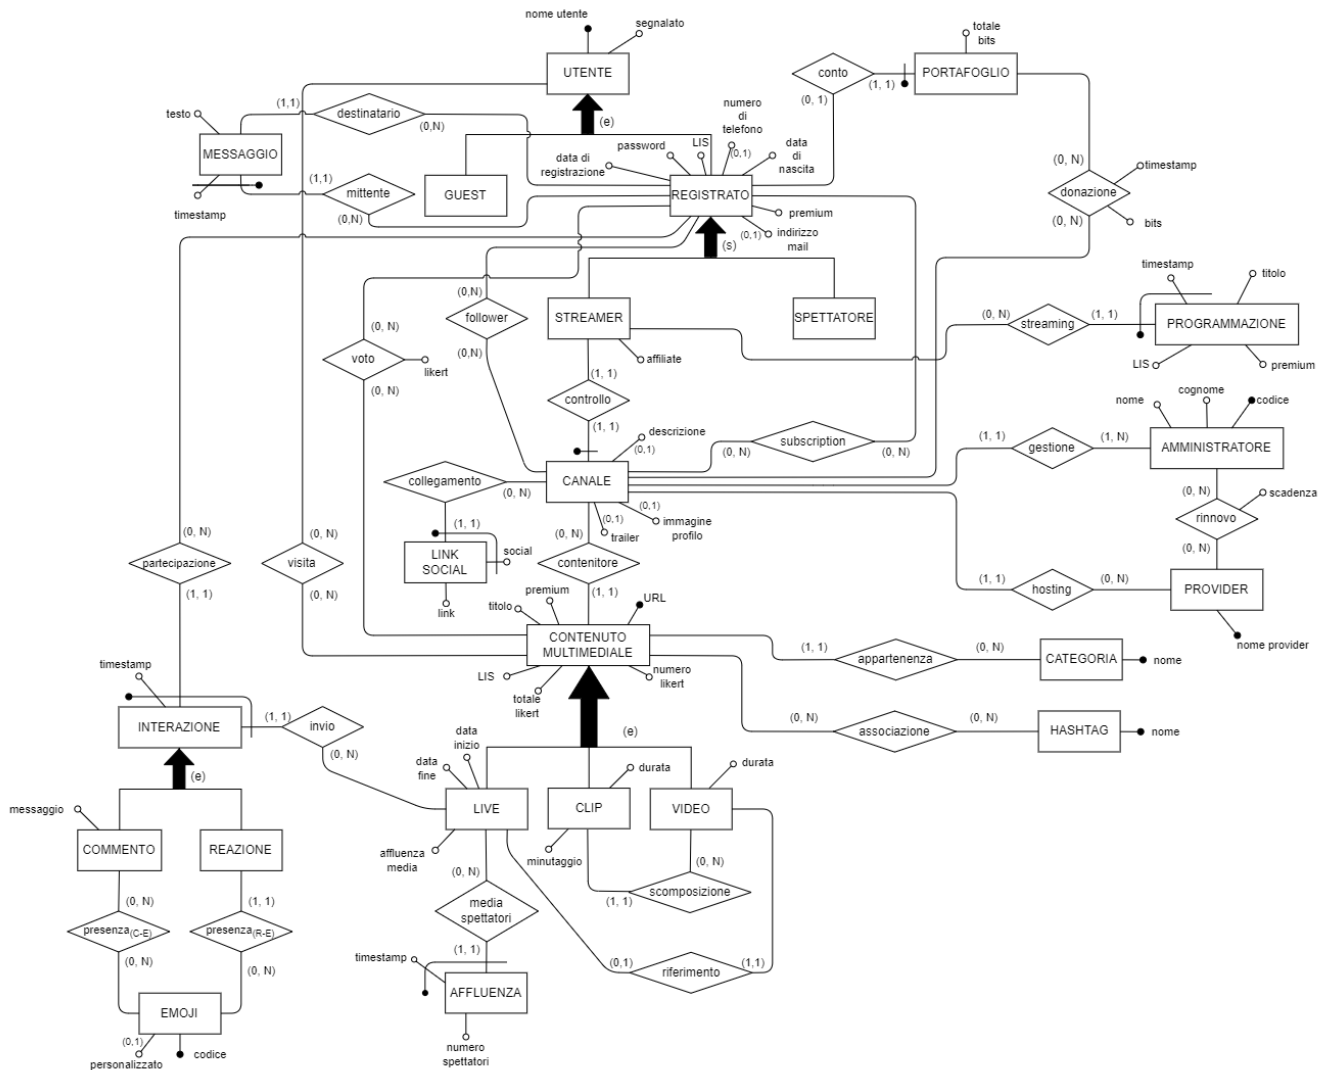 nome utente
segnalato
UTENTE
(e)
totale
bits
conto
(1, 1)
(0, 1)
PORTAFOGLIO
testo
(1,1)
destinatario
(0,N)
MESSAGGIO
(1,1)
mittente
(0,N)
timestamp
GUEST
data di
registrazione
password
LIS
numero
di
telefono
(0,1)
data
di
nascita
REGISTRATO
premium
(0,1)
indirizzo
mail
(s)
(0, N)
timestamp
donazione
(0, N)
bits
(0,N)
follower
(0,N)
STREAMER
affiliate
SPETTATORE
timestamp
titolo
(0, N)
streaming
(1, 1)
PROGRAMMAZIONE
LIS
premium
(0, N)
voto
likert
(0, N)
(1, 1)
controllo
(1, 1)
descrizione
(0,1)
(0, N)
subscription
(0, N)
nome
cognome
codice
(1, 1)
gestione
(1, N)
AMMINISTRATORE
collegamento
(0, N)
CANALE
(0,1)
immagine
profilo
(0,1)
trailer
(0, N)
rinnovo
scadenza
(0, N)
(1, 1)
LINK
SOCIAL
social
link
(0, N)
contenitore
(1, 1)
(1, 1)
hosting
(0, N)
PROVIDER
nome provider
(0, N)
partecipazione
(1, 1)
(0, N)
visita
(0, N)
titolo
premium
URL
CONTENUTO
MULTIMEDIALE
LIS
totale
likert
numero
likert
(e)
(1, 1)
appartenenza
(0, N)
CATEGORIA
nome
(0, N)
associazione
(0, N)
HASHTAG
nome
timestamp
INTERAZIONE
(1, 1)
invio
(0, N)
(e)
data
fine
data
inizio
LIVE
affluenza
media
durata
CLIP
minutaggio
durata
VIDEO
messaggio
COMMENTO
REAZIONE
(0, N)
presenza(C-E)
(0, N)
(1, 1)
presenza(R-E)
(0, N)
EMOJI
(0,1)
personalizzato
codice
(0, N)
media
spettatori
(1, 1)
timestamp
AFFLUENZA
numero
spettatori
(0, N)
scomposizione
(1, 1)
(0,1)
riferimento
(1,1)